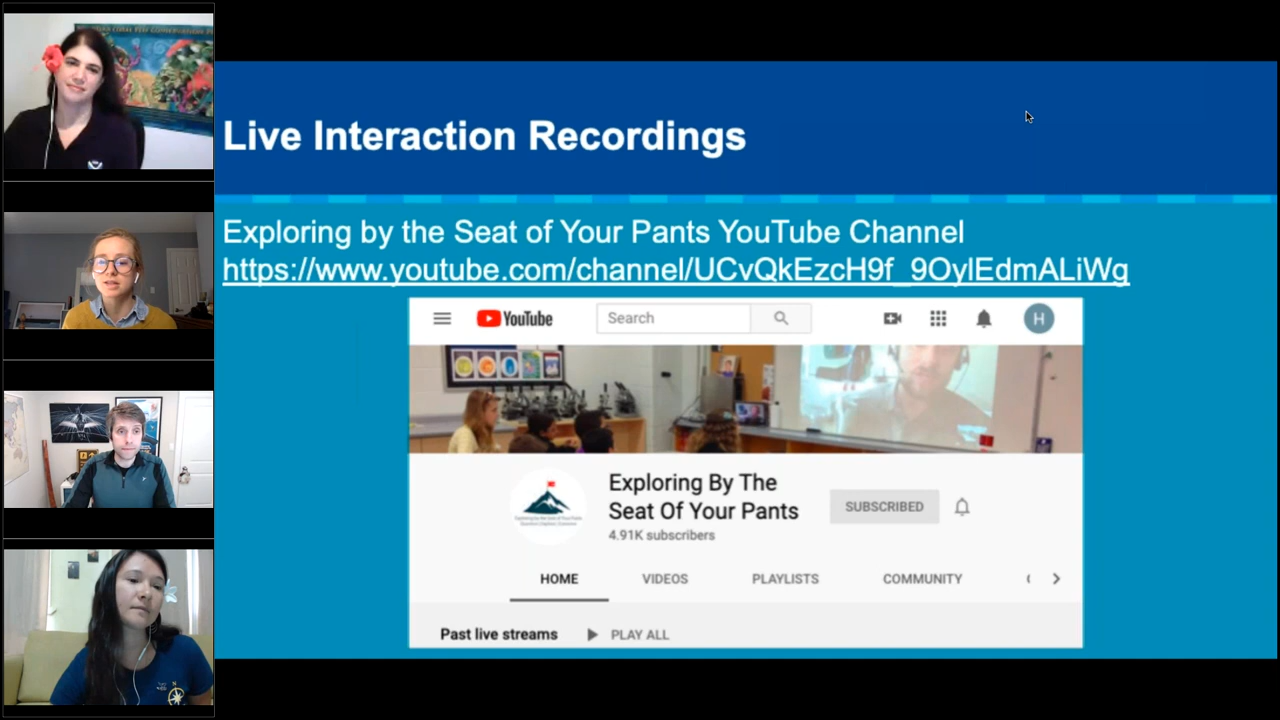 Live Interaction Recordings
Exploring by the Seat of Your Pants YouTube Channel
https://www.youtube.com/channel/UCvQkEzcH9f_9OylEdmALiWg
YouTube
Search
H
Exploring By The
Seat Of Your Pants
SUBSCRIBED
4.91K subscribers
HOME
VIDEOS
PLAYLISTS
COMMUNITY
Past live streams
PLAY ALL